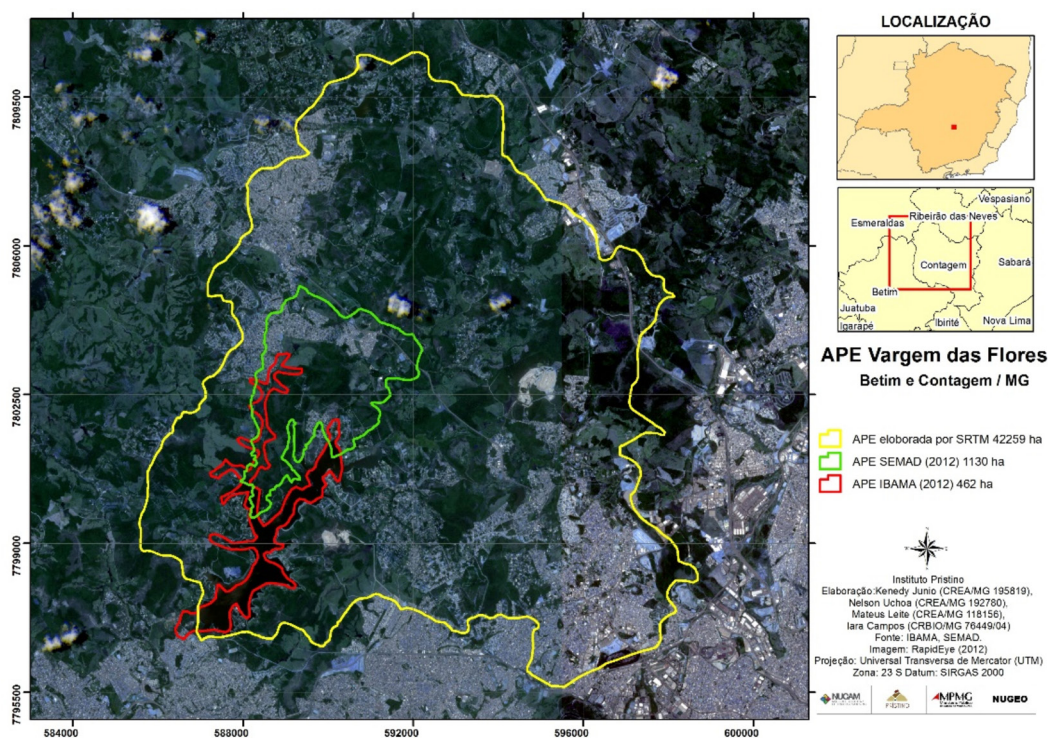 LOCALIZAÇÃO
Vespasiano
Esmeraldas
Ribeirão das Neves
Contagem
Sabará
Betim
Juatuba
Igarapé
Ibirité
Nova Lima
APE Vargem das Flores
Betim e Contagem / MG
APE eloborada por SRTM 42259 ha
APE SEMAD (2012) 1130 ha
APE IBAMA (2012) 462 ha
N
Instituto Pristino
Elaboração:Kenedy Junio (CREA/MG 195819),
Nelson Uchoa (CREA/MG 192780),
Mateus Leite (CREA/MG 118156),
Iara Campos (CRBIO/MG 76449/04)
Fonte: IBAMA, SEMAD.
Imagem: RapidEye (2012)
Projeção: Universal Transversa de Mercator (UTM)
Zona: 23 S Datum: SIRGAS 2000
NUCAM
PRISTINO
MPMG
NUGEO
7809500
7806000
7802500
7799000
7795500
584000
588000
592000
596000
600000